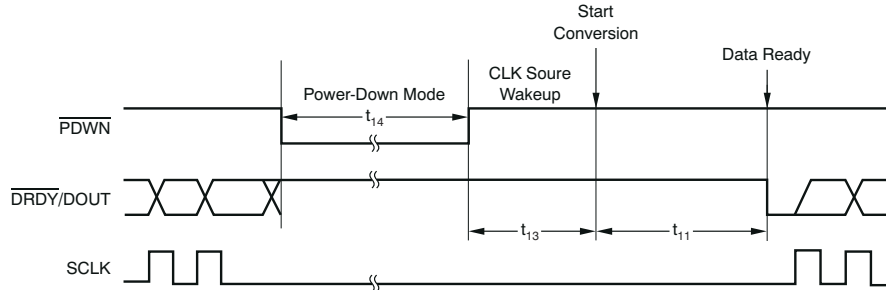 Start
Conversion
Data Ready
CLK Soure
Wakeup
Power-Down Mode
t14
PDWN
DRDY/DOUT
t13
t11
SCLK